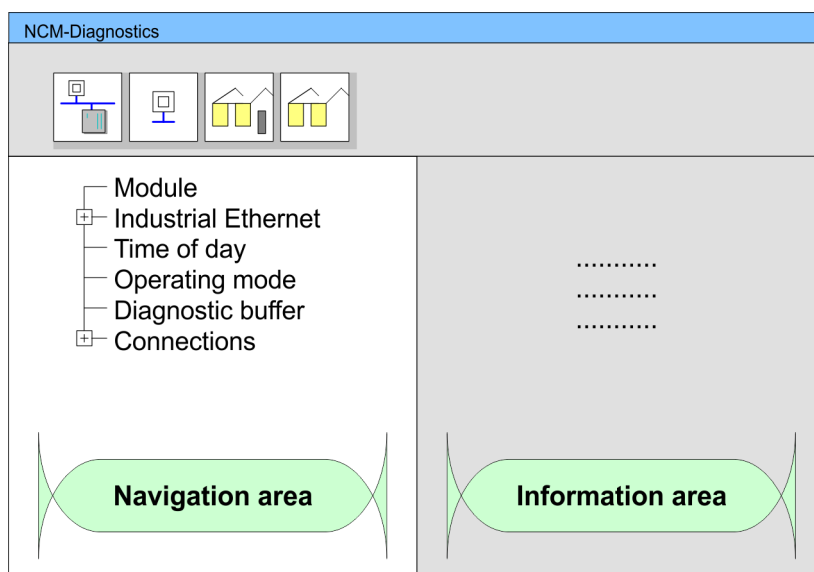 NCM-Diagnostics
Module
Industrial Ethernet
Time of day
Operating mode
Diagnostic buffer
Connections
...........
...........
...........
Navigation area
Information area